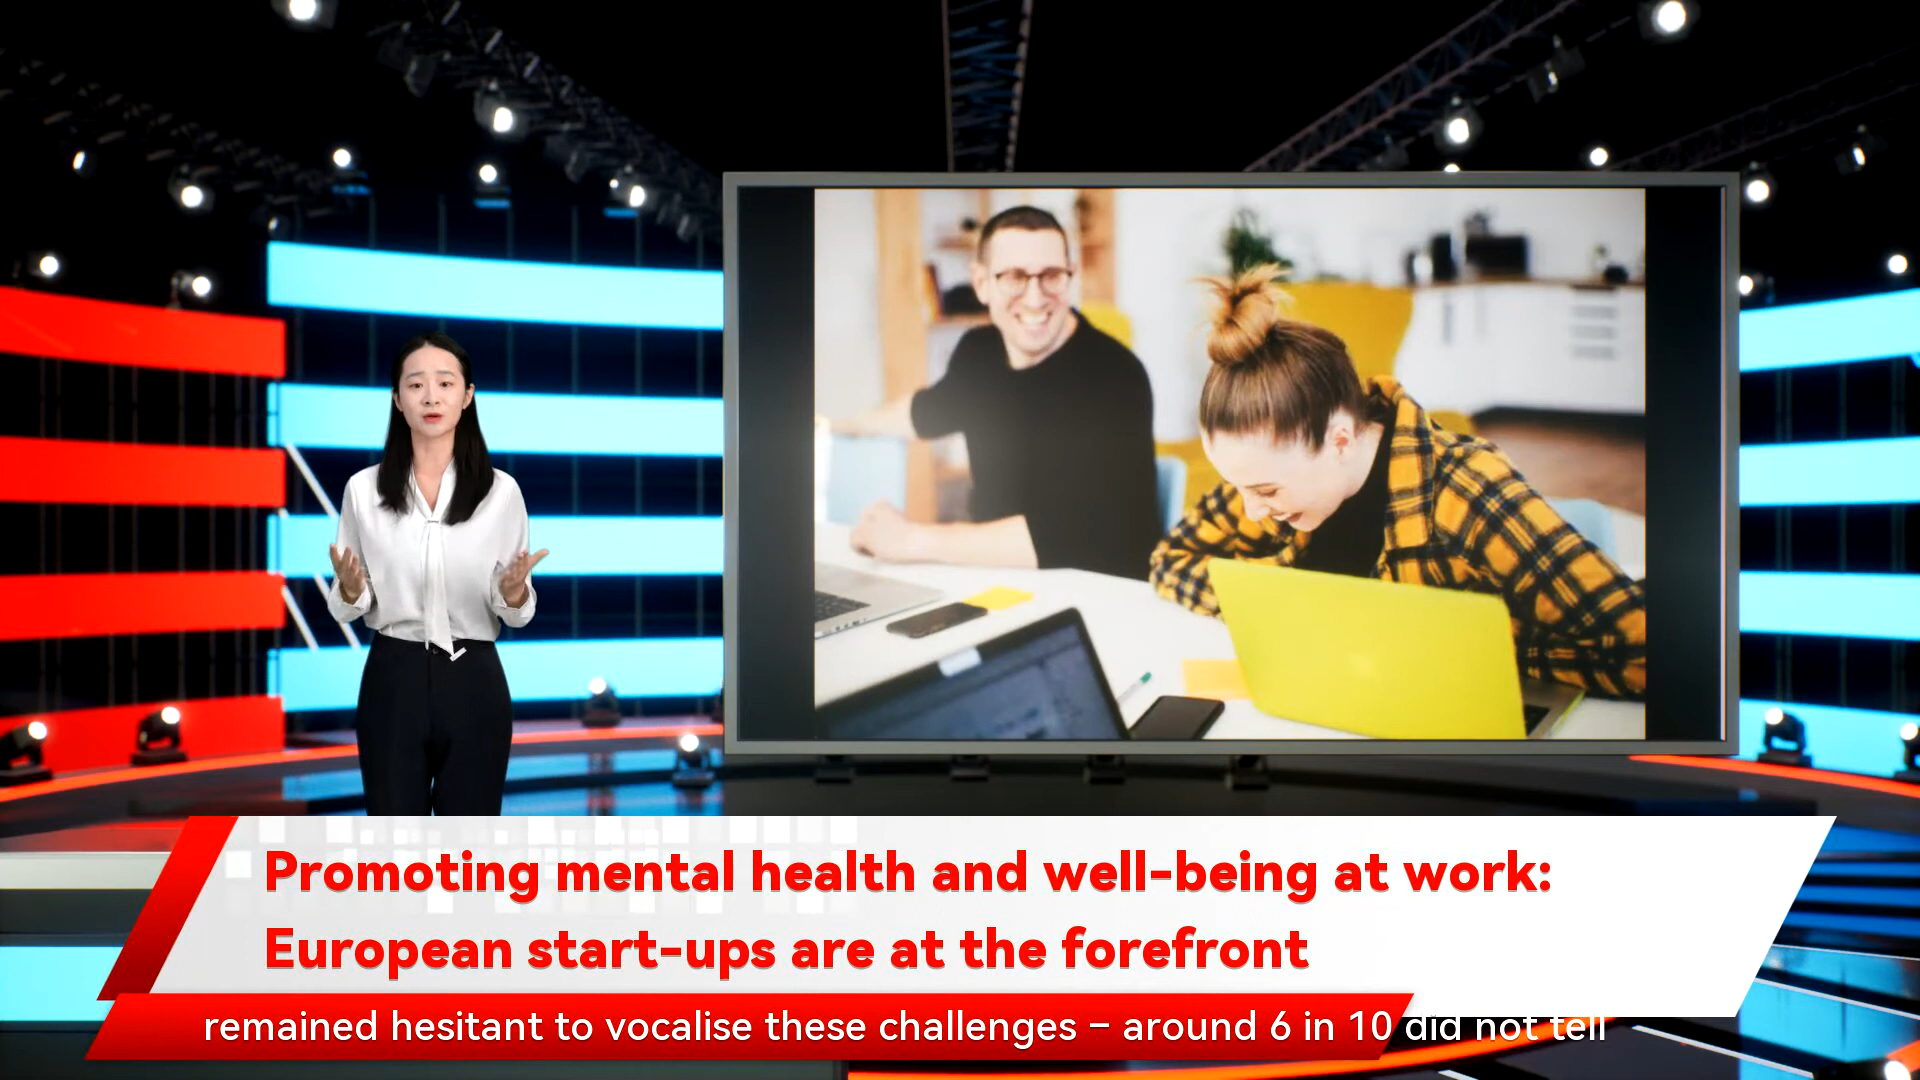 Promoting mental health and well-being at work:
European start-ups are at the forefront
remained hesitant to vocalise these challenges – around 6 in 10 did not tell